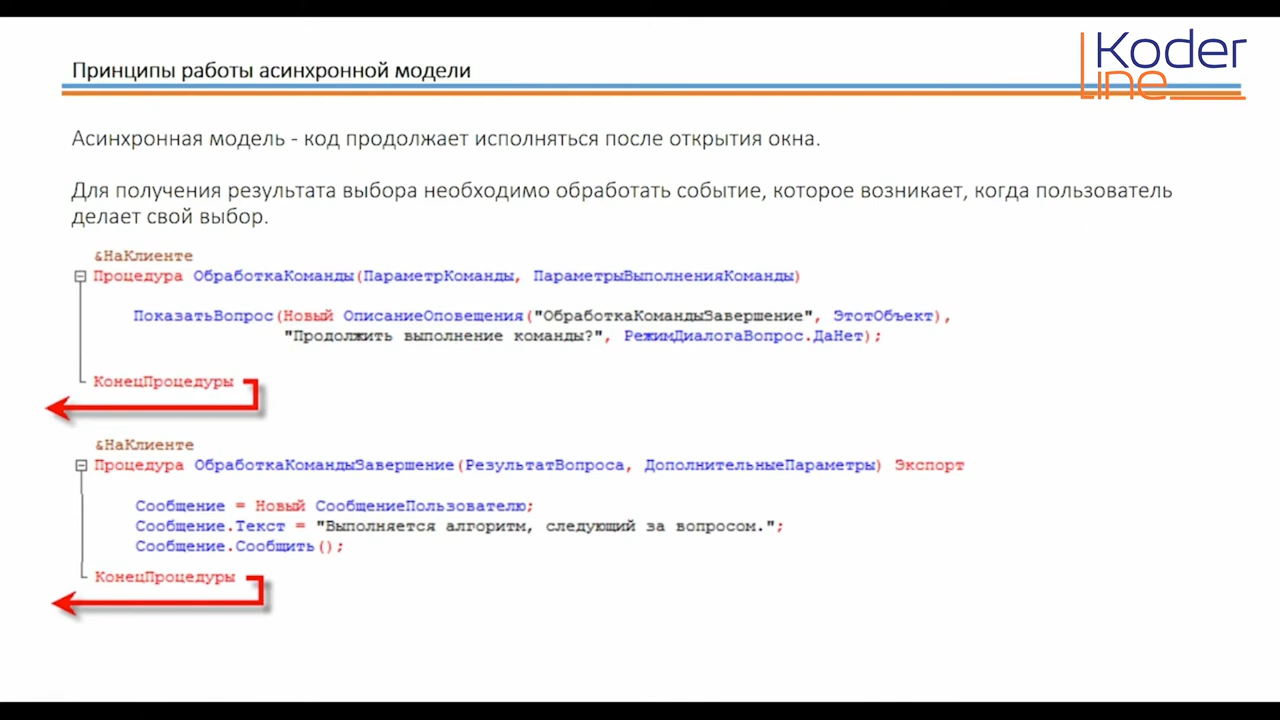 Koder
Line
Принципы работы асинхронной модели
Асинхронная модель - код продолжает исполняться после открытия окна.
Для получения результата выбора необходимо обработать событие, которое возникает, когда пользователь
делает свой выбор.
&НаКлиенте
Процедура ОбработкаКоманды(ПараметрКоманды, ПараметрыВыполненияКоманды)
ПоказатьВопрос(Новый ОписаниеОповещения("ОбработкаКомандыЗавершение", ЭтотОбъект),
"Продолжить выполнение команды?", РежимДиалогаВопрос.ДаНет);
КонецПроцедуры
&НаКлиенте
Процедура ОбработкаКомандыЗавершение(РезультатВопроса, ДополнительныеПараметры) Экспорт
Сообщение = Новый СообщениеПользователю;
Сообщение.Текст = "Выполняется алгоритм, следующий за вопросом.";
Сообщение.Сообщить();
КонецПроцедуры